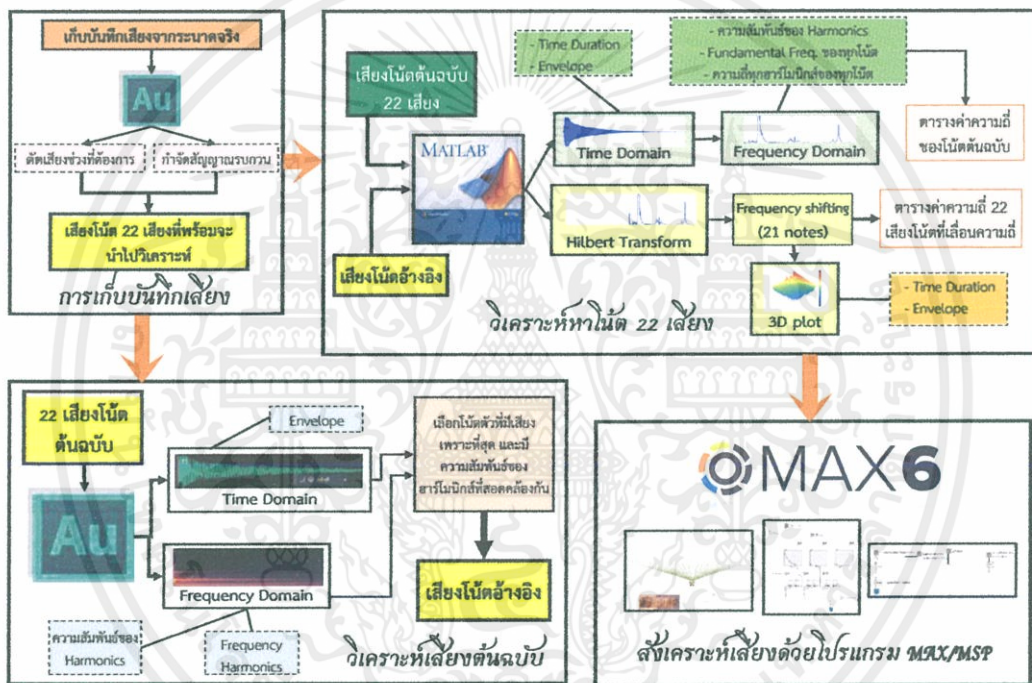 เก็บบันทึกเสียงจากระนาดจริง
Au
ตัดเสียงช่วงที่ต้องการ
กำจัดสัญญาณรบกวน
เสียงโน้ต 22 เสียงที่พร้อมจะ
นำไปวิเคราะห์
การเก็บบันทึกเสียง
เสียงโน้ตต้นฉบับ
22 เสียง
MATLAB
เสียงโน้ตอ้างอิง
- Time Duration
- Envelope
- ความสัมพันธ์ของ Harmonics
- Fundamental Freq. ของทุกโน้ต
- ความถี่ทุกฮาร์โมนิกส์ของทุกโน้ต
Time Domain
Frequency Domain
ตารางค่าความถี่
ของโน้ตต้นฉบับ
Hilbert Transform
Frequency shifting
(21 notes)
ตารางค่าความถี่ 22
เสียงโน้ตที่เลื่อนความถี่
3D plot
- Time Duration
- Envelope
วิเคราะห์หาโน้ต 22 เสียง
22 เสียงโน้ต
ต้นฉบับ
Au
Envelope
Time Domain
Frequency Domain
ความสัมพันธ์ของ
Harmonics
Frequency
Harmonics
เลือกโน้ตตัวที่มีเสียง
เพราะที่สุด และมี
ความสัมพันธ์ของ
ฮาร์โมนิกส์ที่สอดคล้องกัน
เสียงโน้ตอ้างอิง
วิเคราะห์เสียงต้นฉบับ
MAX6
สังเคราะห์เสียงด้วยโปรแกรม MAX/MSP